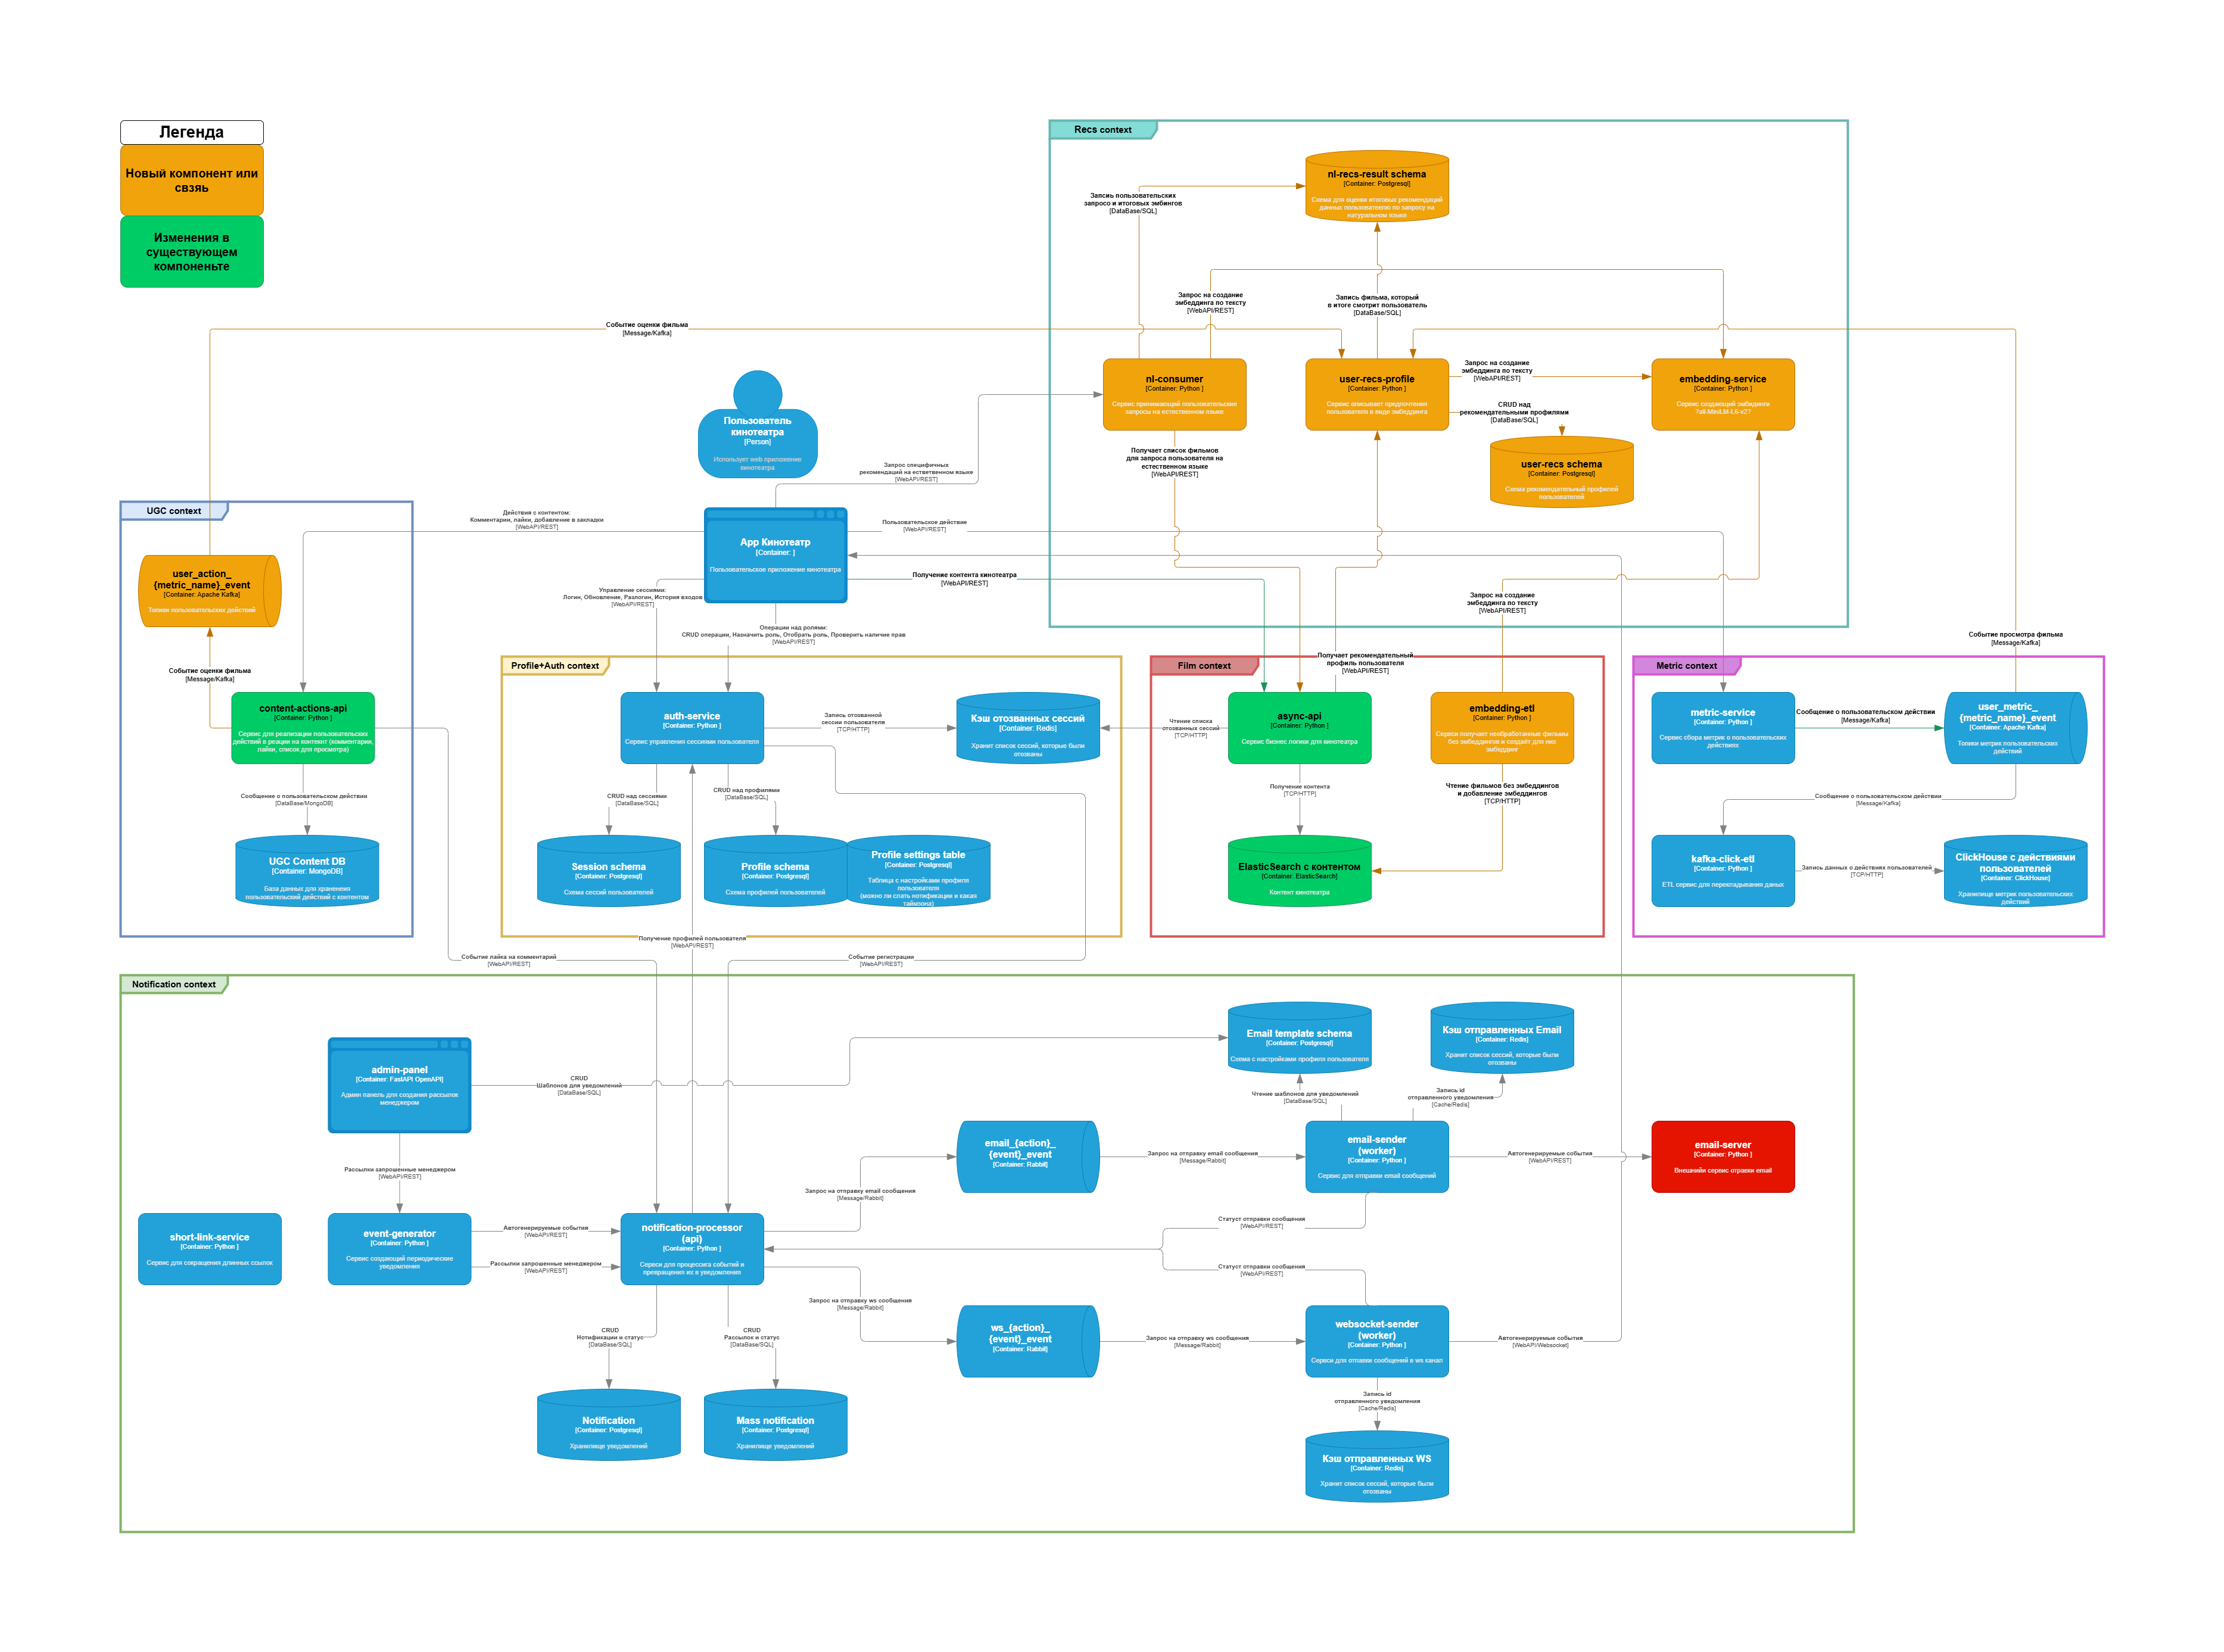 Легенда
Новый компонент или
свзяь
Изменения в
существующем
компоненьте
Recs context
nl-recs-result schema
[Container: Postgresql]
Схема для оценки итоговых рекомендаций
данных пользователю по запросу на
натуральном языке
Запсиь пользовательских
запросо и итоговых эмбингов
[DataBase/SQL]
Запрос на создание
эмбеддинга по тексту
[WebAPI/REST]
Запись фильма, который
в итоге смотрит пользователь
[DataBase/SQL]
Событие оценки фильма
[Message/Kafka]
nl-consumer
[Container: Python ]
Сервис принимающий пользовательские
запросы на естественном языке
user-recs-profile
[Container: Python ]
Сервис описывает предпочтения
пользователя в виде эмбеддинга
Запрос на создание
эмбеддинга по тексту
[WebAPI/REST]
CRUD над
рекомендательными профилями
[DataBase/SQL]
embedding-service
[Container: Python ]
Сервис создающий эмбидинги
?all-MiniLM-L6-v2?
user-recs schema
[Container: Postgresql]
Схема рекомендательный профилей
пользователей
Пользователь
кинотеатра
[Person]
Использует web приложение
кинотеатра
Запрос специфичных
рекомендаций на естветвенном языке
[WebAPI/REST]
Получает список фильмов
для запроса пользователя на
естественном языке
[WebAPI/REST]
UGC context
Действия с контентом:
Комментарии, лайки, добавление в закладки
[WebAPI/REST]
App Кинотеатр
[Container: ]
Пользовательское приложение кинотеатра
Пользовательское действие
[WebAPI/REST]
Получение контента кинотеатра
[WebAPI/REST]
user_action_
{metric_name}_event
[Container: Apache Kafka]
Топики пользовательских действий
Управление сессиями:
Логин, Обновление, Разлогин, История входов
[WebAPI/REST]
Операции над ролями:
CRUD операции, Назначить роль, Отобрать роль, Проверить наличие прав
[WebAPI/REST]
Запрос на создание
эмбеддинга по тексту
[WebAPI/REST]
Событие просмотра фильма
[Message/Kafka]
Событие оценки фильма
[Message/Kafka]
Profile+Auth context
Film context
Получает рекомендательный
профиль пользователя
[WebAPI/REST]
Metric context
content-actions-api
[Container: Python ]
Сервис для реализации пользовательских
действий в реации на контент (комментарии,
лайки, список для просмотра)
auth-service
[Container: Python ]
Сервис управления сессиями пользователя
Запись отозванной
сессии пользователя
[TCP/HTTP]
Кэш отозванных сессий
[Container: Redis]
Хранит список сессий, которые были
отозваны
Чтение списка
отозванных сессий
[TCP/HTTP]
async-api
[Container: Python ]
Сервис бизнес логики для кинотеатра
embedding-etl
[Container: Python ]
Серсви получает необработанные фильмы
без эмбеддингов и создаёт для них
эмбеддинг
metric-service
[Container: Python ]
Сервис сбора метрик о пользовательских
действиях
Сообщение о пользовательском действии
[Message/Kafka]
user_metric_
{metric_name}_event
[Container: Apache Kafka]
Топики метрик пользовательских
действий
Сообщение о пользовательском действии
[DataBase/MongoDB]
CRUD над сессиями
[DataBase/SQL]
CRUD над профилями
[DataBase/SQL]
Получение контента
[TCP/HTTP]
Чтение фильмов без эмбеддингов
и добавление эмбеддингов
[TCP/HTTP]
Сообщение о пользовательском действии
[Message/Kafka]
UGC Content DB
[Container: MongoDB]
База данных для хранениея
пользовательский действий с контентом
Session schema
[Container: Postgresql]
Схема сессий пользователей
Profile schema
[Container: Postgresql]
Схема профилей пользователей
Profile settings table
[Container: Postgresql]
Таблица с настройками профиля
пользователя
(можно ли слать нотификации и какая
таймзона)
ElasticSearch с контентом
[Container: ElasticSearch]
Контент кинотеатра
kafka-click-etl
[Container: Python ]
ETL сервис для перекладывания даных
Запись данных о действиях пользователей
[TCP/HTTP]
ClickHouse с действиями
пользователей
[Container: ClickHouse]
Хранилище метрик пользовательских
действий
Получение профилей пользователя
[WebAPI/REST]
Событие лайка на комментарий
[WebAPI/REST]
Событие регистрации
[WebAPI/REST]
Notification context
admin-panel
[Container: FastAPI OpenAPI]
Админ панель для создания рассылок
менеджером
CRUD
Шаблонов для уведомлений
[DataBase/SQL]
Email template schema
[Container: Postgresql]
Схема с настройками профиля пользователя
Кэш отправленных Email
[Container: Redis]
Хранит список сессий, которые были
отозваны
Чтение шаблонов для уведомлений
[DataBase/SQL]
Запись id
отправленного уведомления
[Cache/Redis]
Рассылки запрошенные менеджером
[WebAPI/REST]
email_{action}_
{event}_event
[Container: Rabbit]
Запрос на отправку email сообщения
[Message/Rabbit]
email-sender
(worker)
[Container: Python ]
Сервис для отправки email сообщений
Автогенерируемые события
[WebAPI/REST]
email-server
[Container: Python ]
Внешнийи сервис отравки email
Запрос на отправку email сообщения
[Message/Rabbit]
short-link-service
[Container: Python ]
Сервис для сокращения длинных ссылок
event-generator
[Container: Python ]
Сервис создающий периодические
уведомления
Автогенерируемые события
[WebAPI/REST]
Рассылки запрошенные менеджером
[WebAPI/REST]
notification-processor
(api)
[Container: Python ]
Серсви для процессига событий и
превращения их в уведомления
Статуст отправки сообщения
[WebAPI/REST]
Статуст отправки сообщения
[WebAPI/REST]
Запрос на отправку ws сообщения
[Message/Rabbit]
CRUD
Нотификации и статус
[DataBase/SQL]
CRUD
Рассылок и статус
[DataBase/SQL]
ws_{action}_
{event}_event
[Container: Rabbit]
Запрос на отправку ws сообщения
[Message/Rabbit]
websocket-sender
(worker)
[Container: Python ]
Серсви для отпавки сообщений в ws канал
Автогенерируемые события
[WebAPI/Websocket]
Запись id
отправленного уведомления
[Cache/Redis]
Notification
[Container: Postgresql]
Хранилище уведомлений
Mass notification
[Container: Postgresql]
Хранилище уведомлений
Кэш отправленных WS
[Container: Redis]
Хранит список сессий, которые были
отозваны